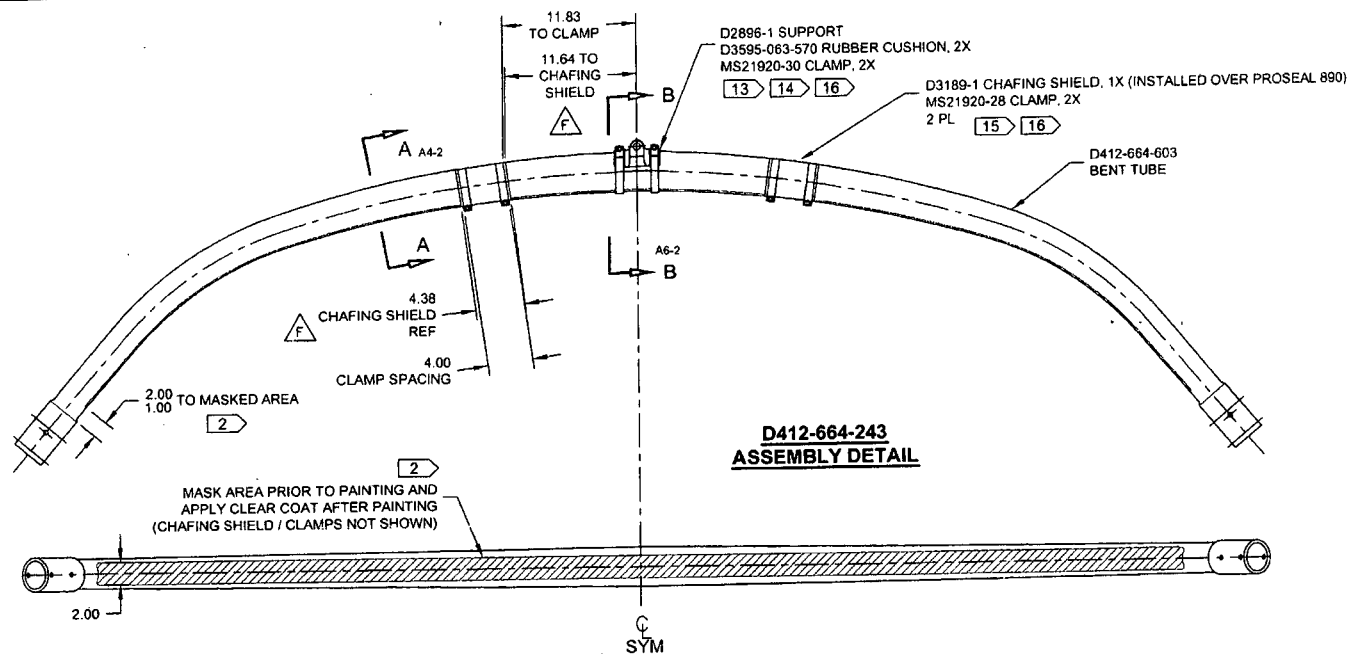 11.83
TO CLAMP
11.64 TO
CHAFING
SHIELD
F
D2896-1 SUPPORT
D3595-063-570 RUBBER CUSHION, 2X
MS21920-30 CLAMP, 2X
13 14 16
D3189-1 CHAFING SHIELD, 1X (INSTALLED OVER PROSEAL 890)
MS21920-28 CLAMP, 2X
2 PL 15 16
D412-664-603
BENT TUBE
B
A A4-2
A
A6-2
B
4.38
CHAFING SHIELD
REF
F
4.00
CLAMP SPACING
2.00
1.00 TO MASKED AREA
2
D412-664-243
ASSEMBLY DETAIL
2
MASK AREA PRIOR TO PAINTING AND
APPLY CLEAR COAT AFTER PAINTING
(CHAFING SHIELD / CLAMPS NOT SHOWN)
2.00
CL
SYM